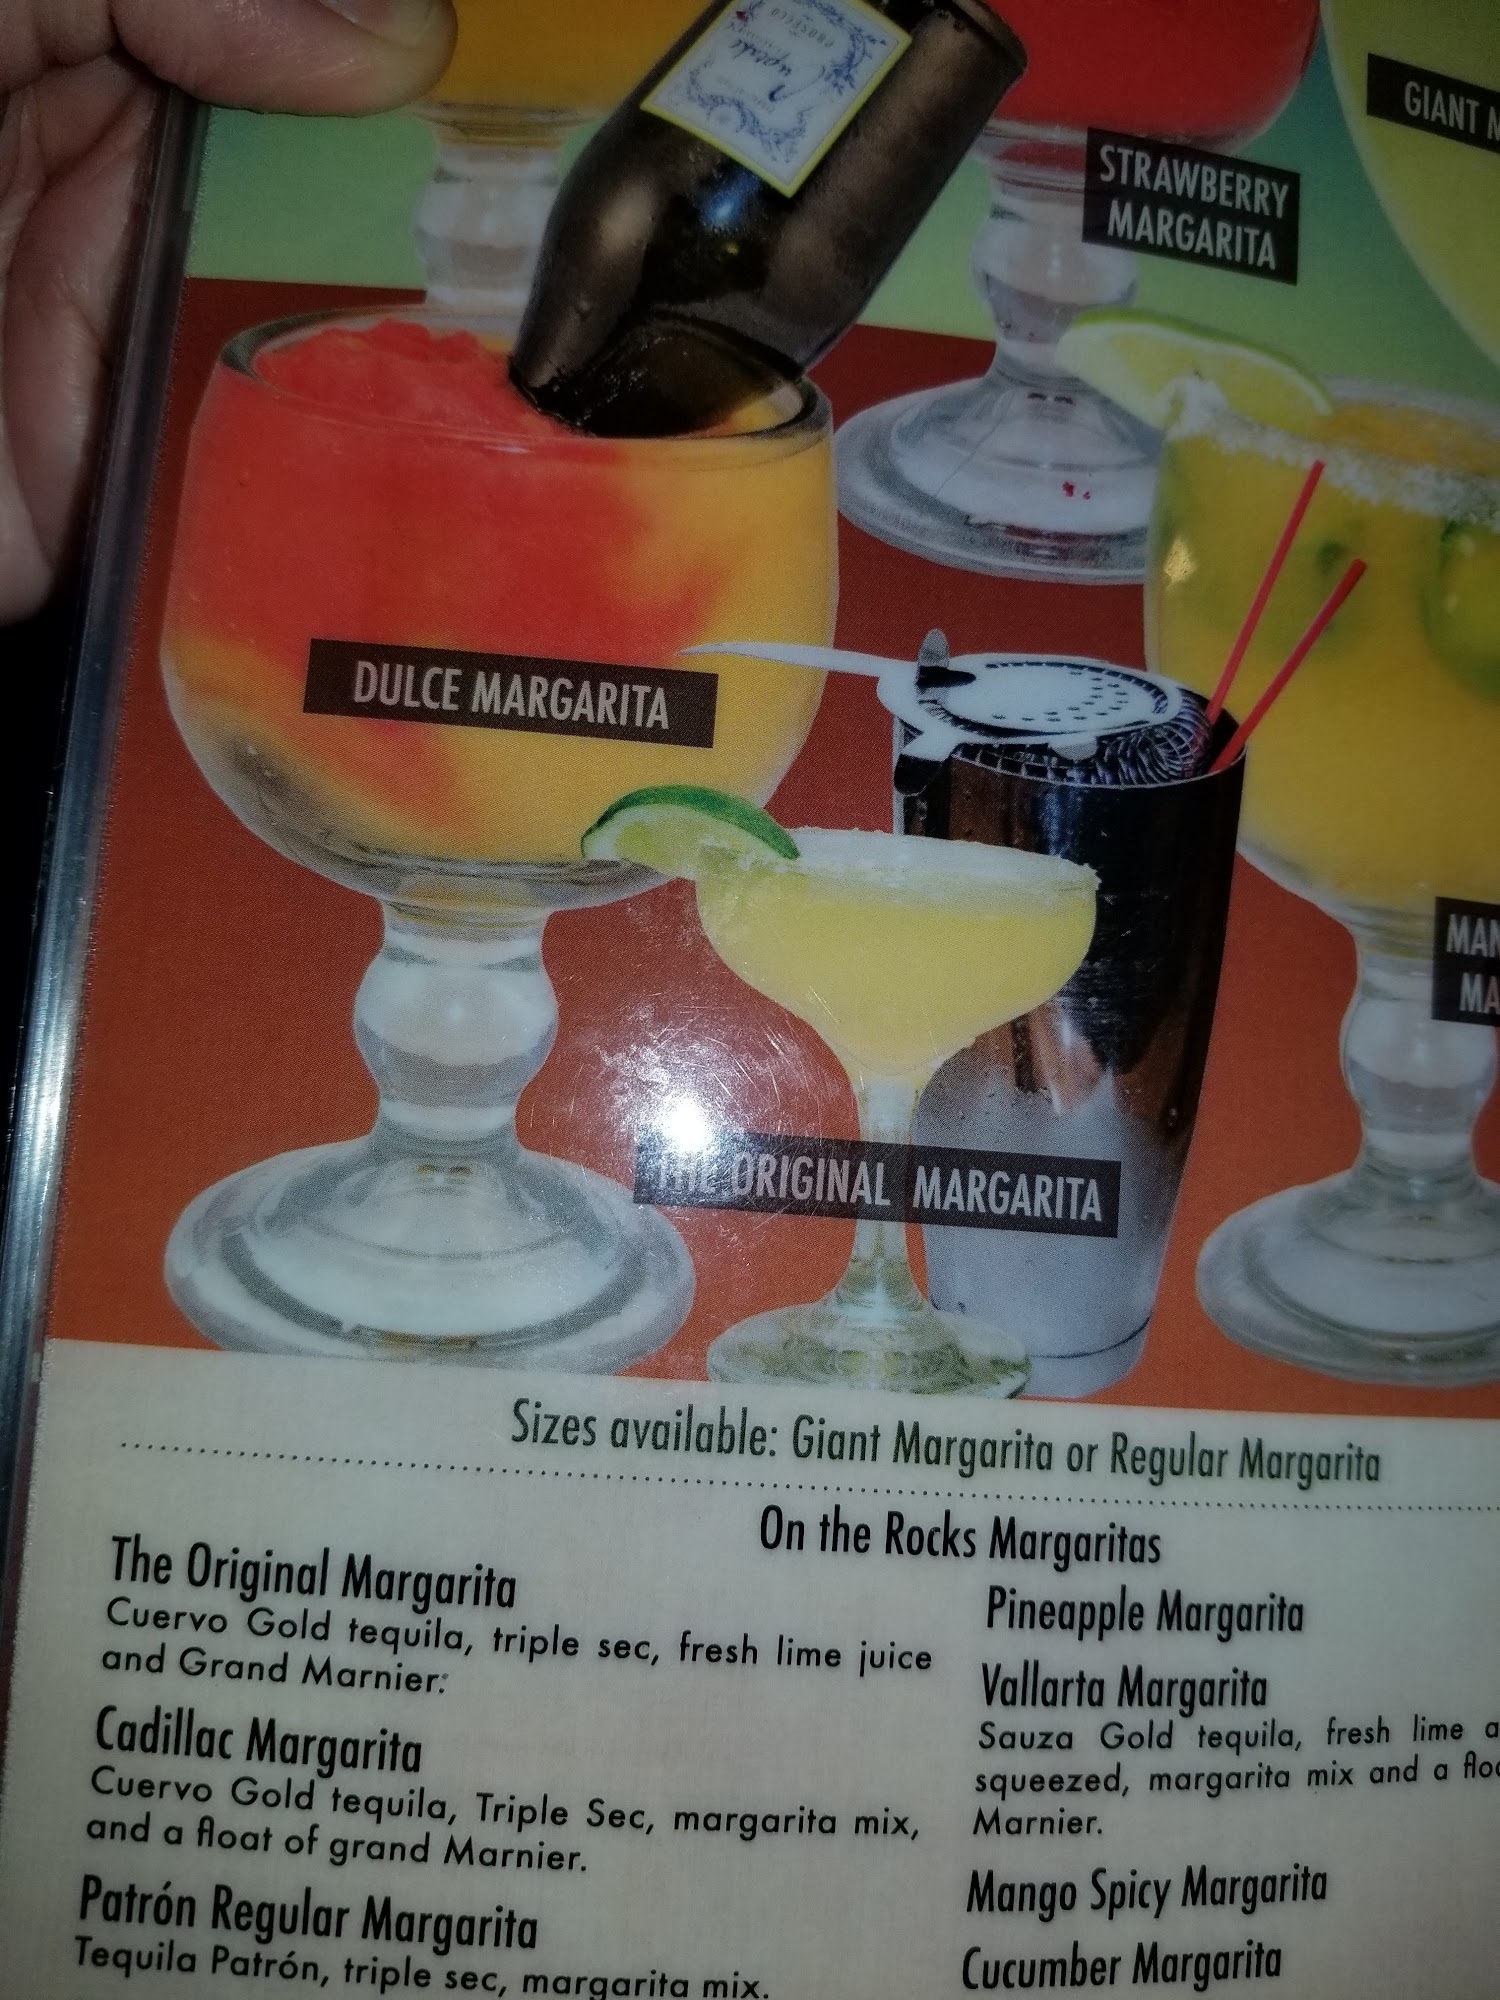 PROSECCO
STRAWBERRY
MARGARITA
GIANT
DULCE MARGARITA
THE ORIGINAL MARGARITA
Sizes available: Giant Margarita or Regular Margarita
On the Rocks Margaritas
The Original Margarita
Cuervo Gold tequila, triple sec, fresh lime juice
and Grand Marnier.
Cadillac Margarita
Cuervo Gold tequila, Triple Sec, margarita mix,
and a float of grand Marnier.
Patrón Regular Margarita
Tequila Patrón, triple sec, margarita mix.
Pineapple Margarita
Vallarta Margarita
Sauza Gold tequila, fresh lime
squeezed, margarita mix and a
Marnier.
Mango Spicy Margarita
Cucumber Margarita